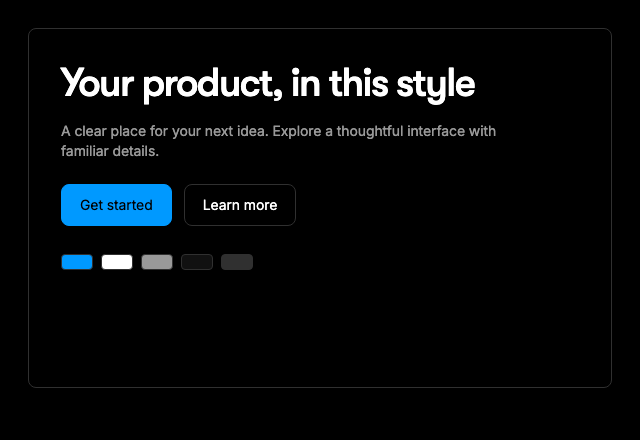 Your product, in this style
A clear place for your next idea. Explore a thoughtful interface with
familiar details.
Get started
Learn more